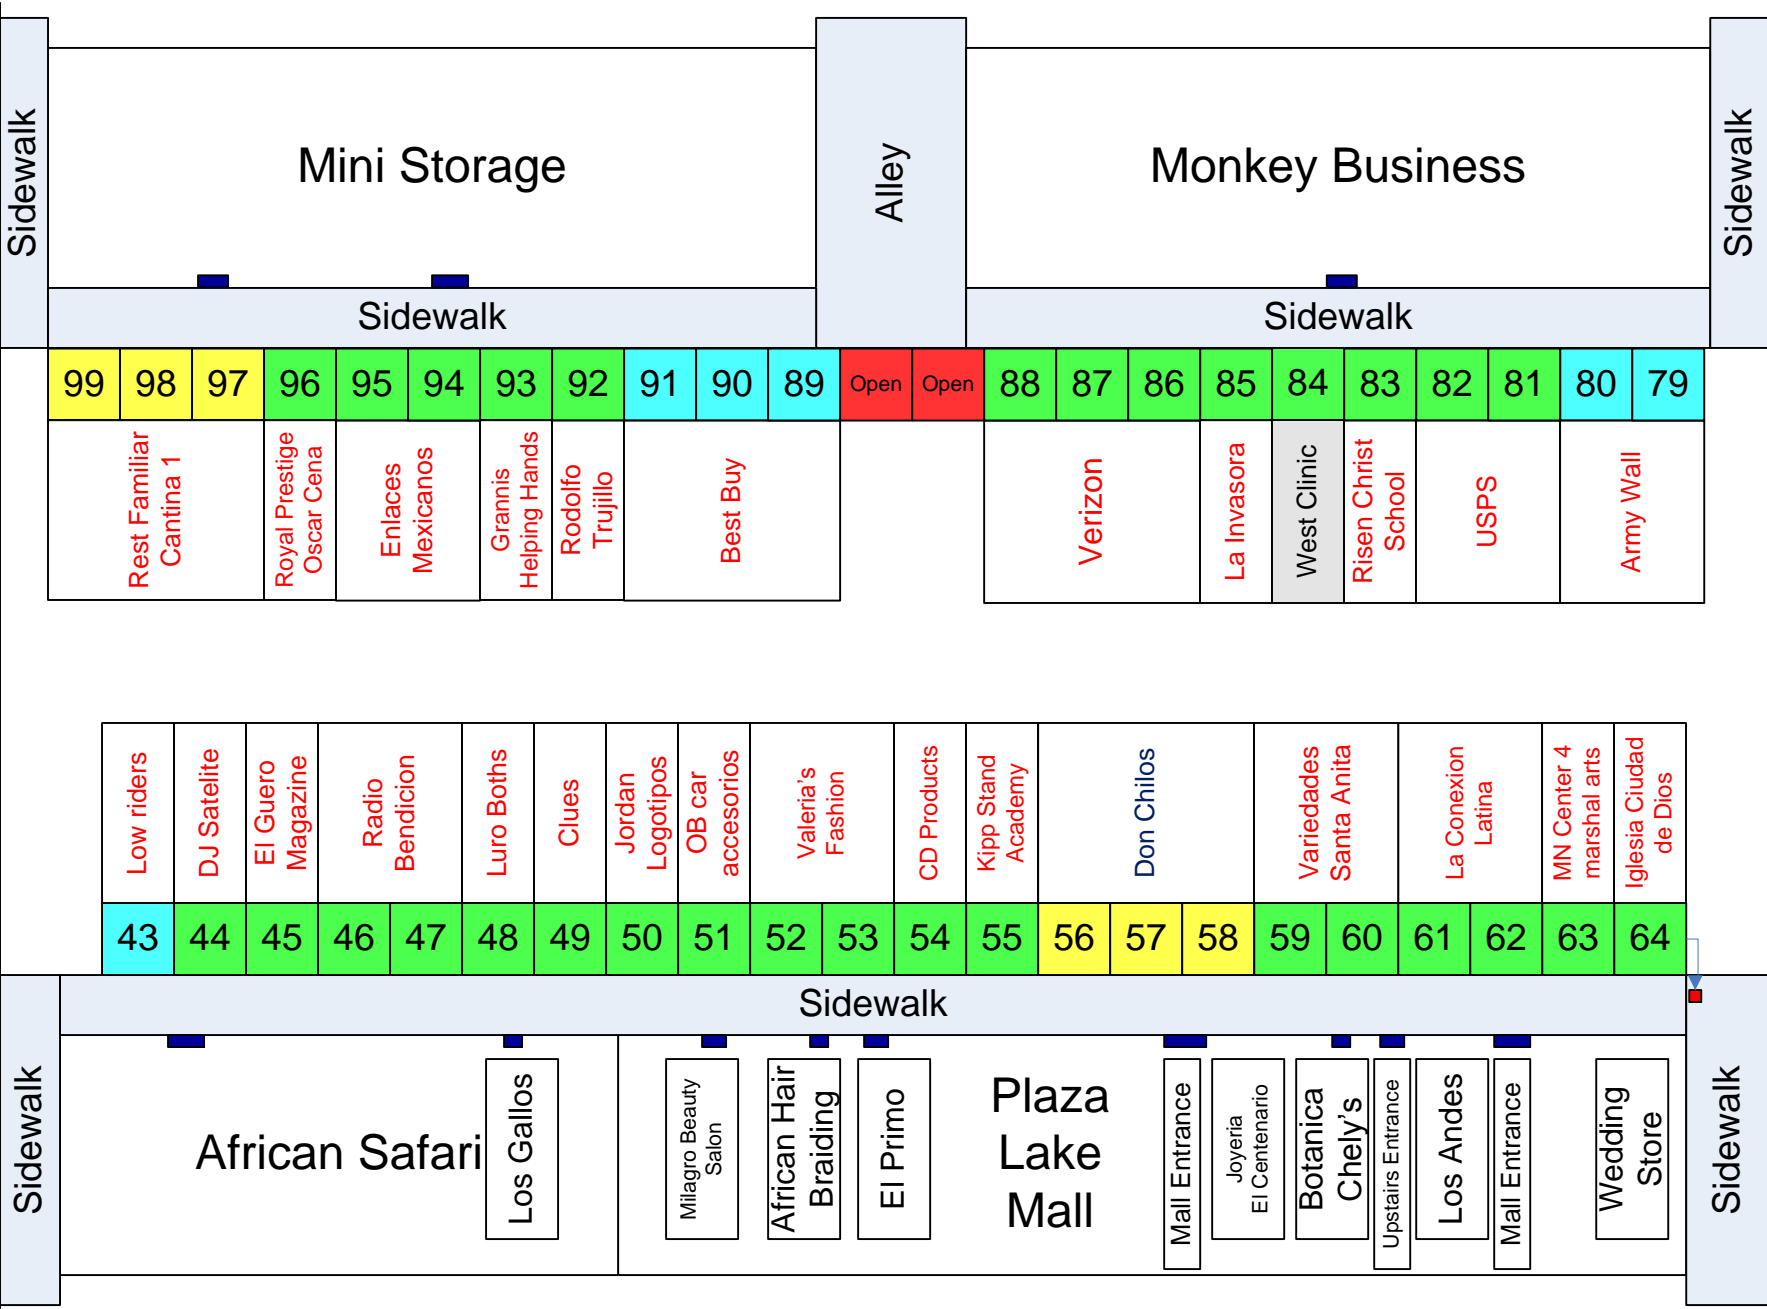 Sidewalk
Mini Storage
Alley
Monkey Business
Sidewalk
Sidewalk
Sidewalk
99 98 97 96 95 94 93 92 91 90 89 Open Open 88 87 86 85 84 83 82 81 80 79
Rest Familiar
Cantina 1
Royal Prestige
Oscar Cena
Enlaces
Mexicanos
Grannis
Helping Hands
Rodolfo
Trujillo
Best Buy
Verizon
La Invasora
West Clinic
Risen Christ
School
USPS
Army Wall
Low riders
DJ Satelite
El Guero
Magazine
Radio
Bendicion
Luro Boths
Clues
Jordan
Logotipos
OB car
accesorios
Valeria's
Fashion
CD Products
Kipp Stand
Academy
Don Chilos
Variedades
Santa Anita
La Conexion
Latina
MN Center 4
marshal arts
Iglesia Ciudad
de Dios
43 44 45 46 47 48 49 50 51 52 53 54 55 56 57 58 59 60 61 62 63 64
Sidewalk
Sidewalk
African Safari
Los Gallos
Milagro Beauty
Salon
African Hair
Braiding
El Primo
Plaza
Lake
Mall
Mall Entrance
Joyeria
El Centenario
Botanica
Chely's
Upstairs Entrance
Los Andes
Mall Entrance
Wedding
Store
Sidewalk